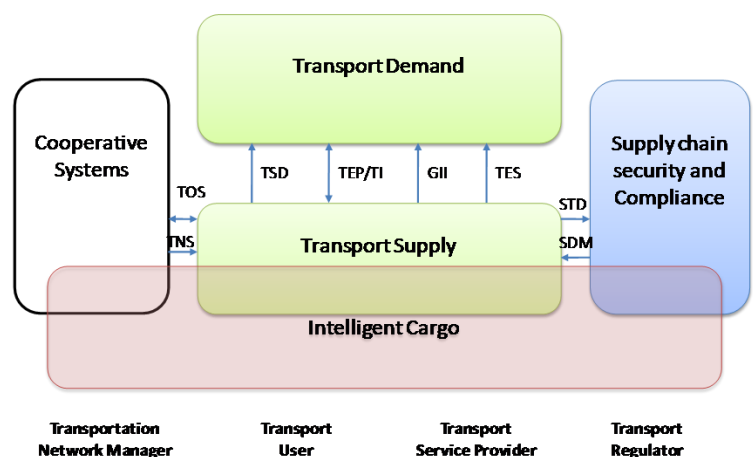 Transport Demand
Cooperative
Systems
Supply chain
security and
Compliance
TSD
TEP/TI
GII
TES
TOS
STD
TNS
Transport Supply
SDM
Intelligent Cargo
Transportation
Network Manager
Transport
User
Transport
Service Provider
Transport
Regulator